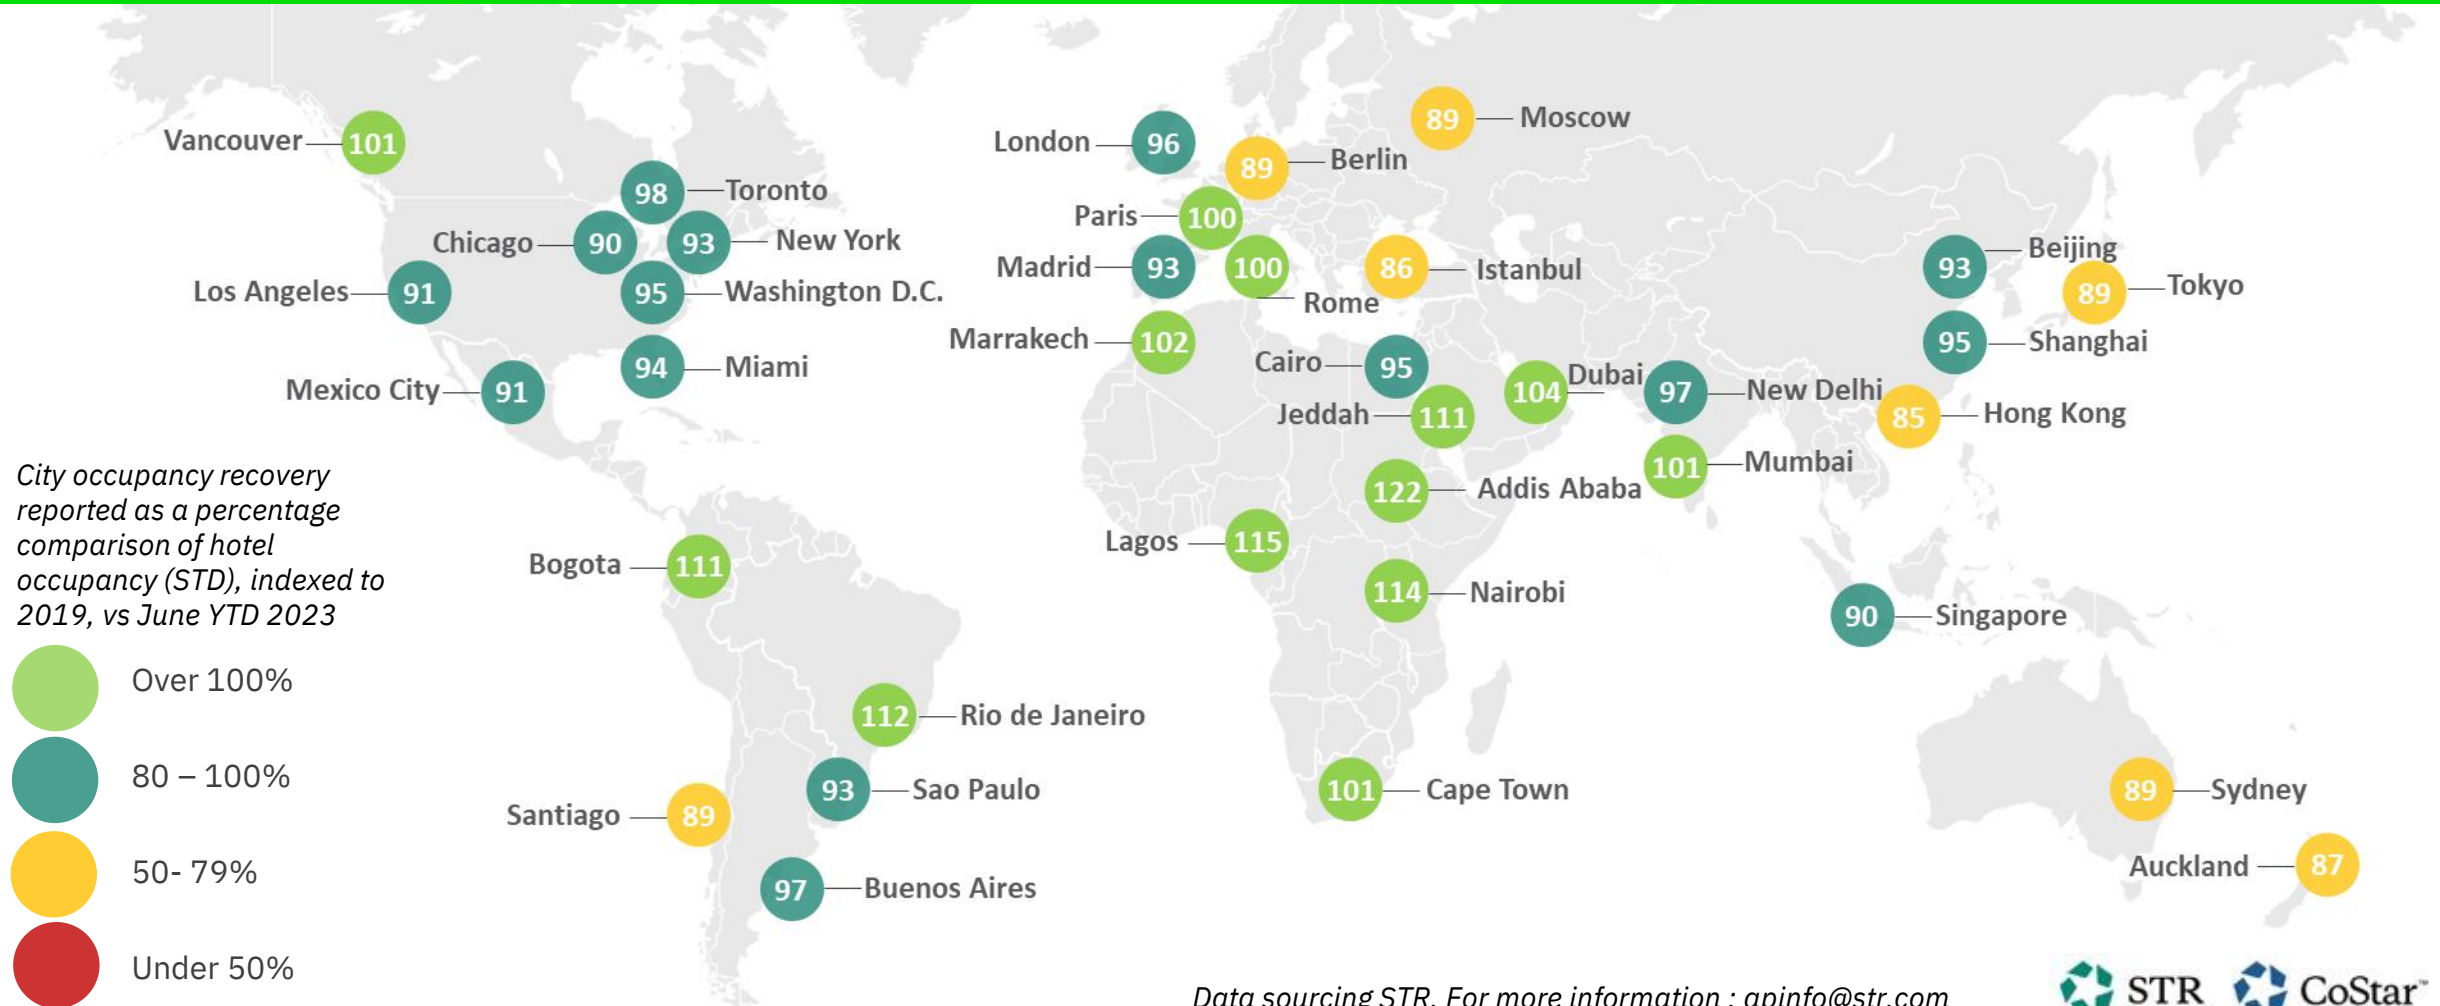 Vancouver 101
98 Toronto
Chicago 90
93 New York
Los Angeles 91
95 Washington D.C.
94 Miami
Mexico City 91
Bogota 111
112 Rio de Janeiro
93 Sao Paulo
Santiago 89
97 Buenos Aires
89 Moscow
London 96
89 Berlin
Paris 100
Madrid 93
100 Rome
86 Istanbul
Marrakech 102
Cairo 95
Jeddah 111
104 Dubai
97 New Delhi
101 Mumbai
122 Addis Ababa
Lagos 115
114 Nairobi
101 Cape Town
93 Beijing
89 Tokyo
95 Shanghai
85 Hong Kong
90 Singapore
89 Sydney
Auckland 87
City occupancy recovery
reported as a percentage
comparison of hotel
occupancy (STD), indexed to
2019, vs June YTD 2023
Over 100%
80 – 100%
50- 79%
Under 50%
Data sourcing STR. For more information : apinfo@str.com
STR CoStar™